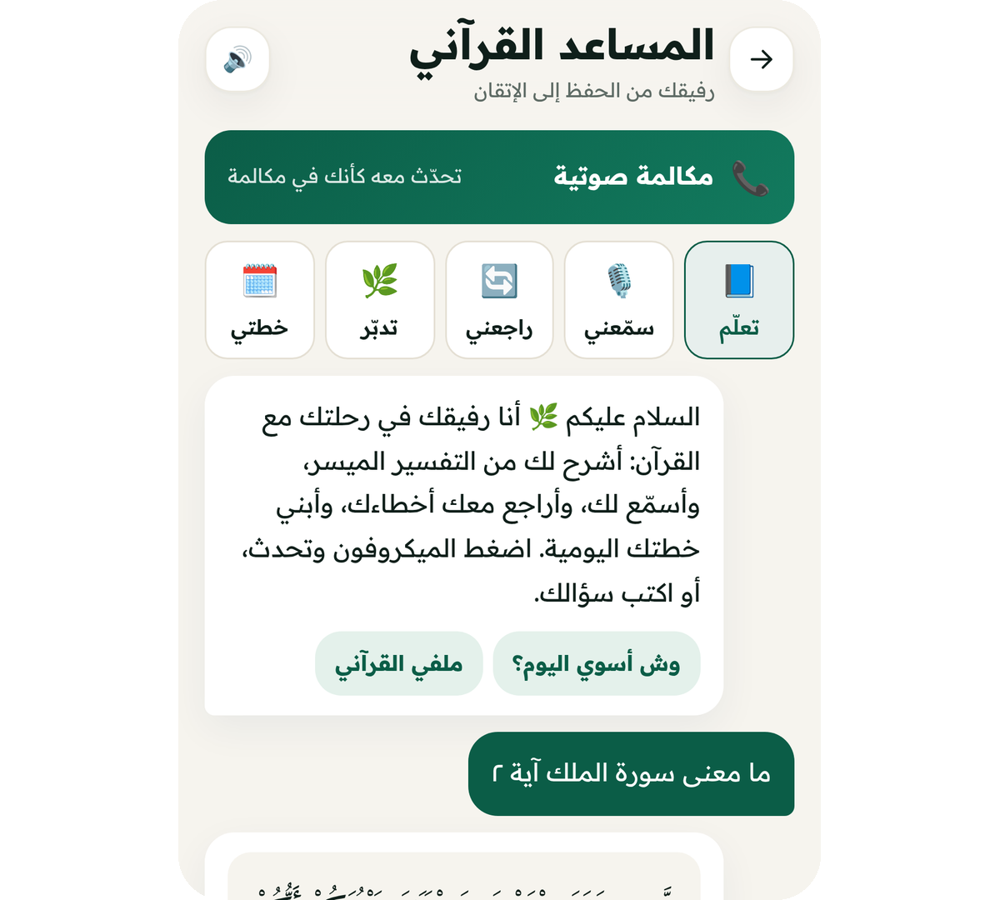 المساعد القرآني
رفيقك من الحفظ إلى الإتقان
مكالمة صوتية
تحدّث معه كأنك في مكالمة
تعلّم
سمّعني
راجعني
تدبّر
خطتي
السلام عليكم 🌿 أنا رفيقك في رحلتك مع
القرآن: أشرح لك من التفسير الميسر،
وأسمّع لك، وأراجع معك أخطاءك، وأبني
خطتك اليومية. اضغط الميكروفون وتحدث،
أو اكتب سؤالك.
وش أسوي اليوم؟
ملفي القرآني
ما معنى سورة الملك آية ٢